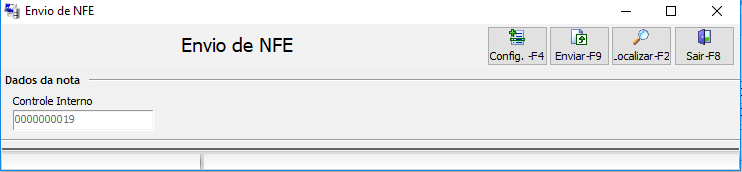 Envio de NFE
Envio de NFE
Config. -F4
Enviar-F9
.ocalizar-F2
Sair-F8
Dados da nota
Controle Interno
0000000019